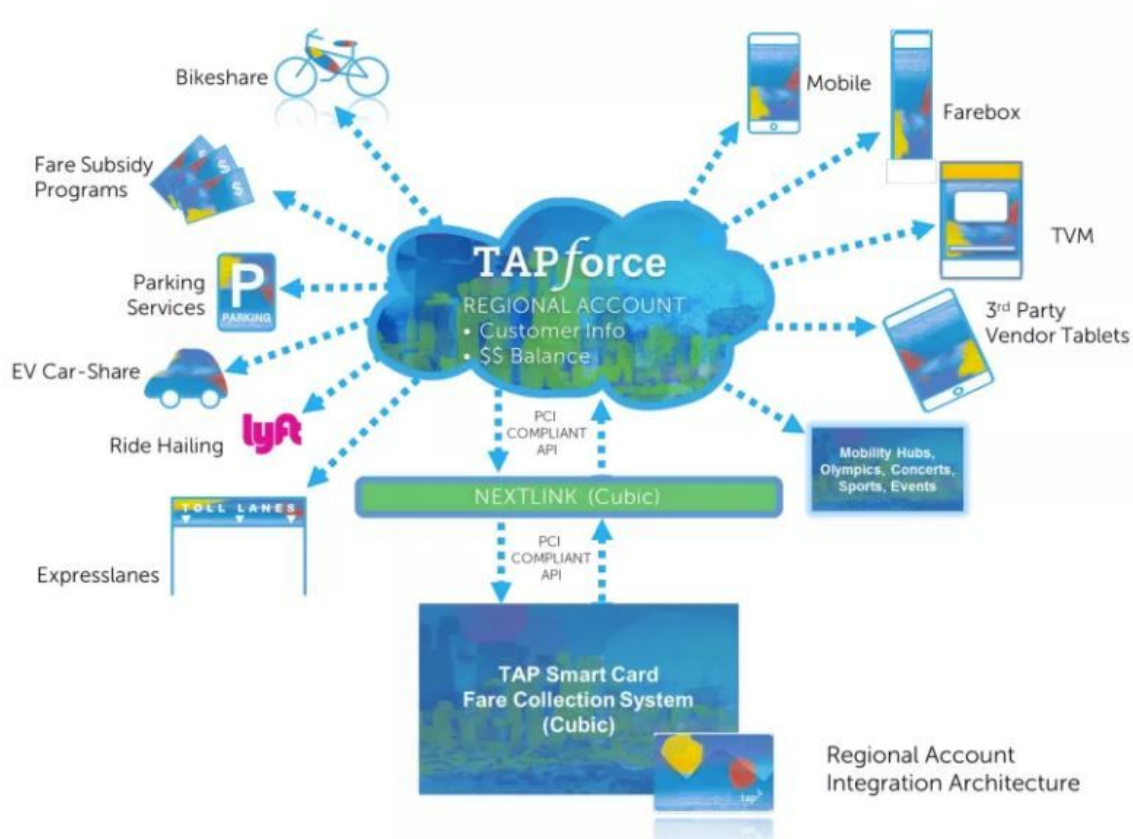 Bikeshare
Mobile
Farebox
Fare Subsidy
Programs
$
$
$
TVM
TAPforce
REGIONAL ACCOUNT
• Customer Info
• $$ Balance
Parking
Services
P
PARKING
3rd Party
Vendor Tablets
EV Car-Share
Ride Hailing
lyft
PCI
COMPLIANT
API
Mobility Hubs,
Olympics, Concerts,
Sports, Events
NEXTLINK (Cubic)
TOLL LANES
Expresslanes
PCI
COMPLIANT
API
TAP Smart Card
Fare Collection System
(Cubic)
tap
Regional Account
Integration Architecture